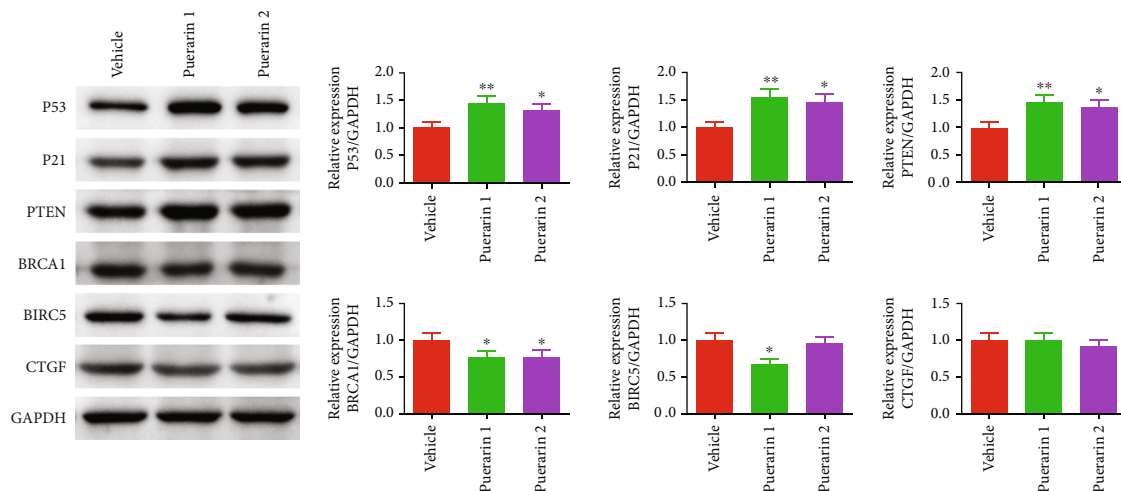 Vehicle
Puerarin 1
Puerarin 2
P53
P21
PTEN
BRCA1
BIRC5
CTGF
GAPDH
Relative expression
P53/GAPDH
2.0
1.5
1.0
0.5
0.0
**
*
Vehicle
Puerarin 1
Puerarin 2
Relative expression
P21/GAPDH
2.0
1.5
1.0
0.5
0.0
**
*
Vehicle
Puerarin 1
Puerarin 2
Relative expression
PTEN/GAPDH
2.0
1.5
1.0
0.5
0.0
**
*
Vehicle
Puerarin 1
Puerarin 2
Relative expression
BRCA1/GAPDH
1.5
1.0
0.5
0.0
*
*
Vehicle
Puerarin 1
Puerarin 2
Relative expression
BIRC5/GAPDH
1.5
1.0
0.5
0.0
*
Vehicle
Puerarin 1
Puerarin 2
Relative expression
CTGF/GAPDH
1.5
1.0
0.5
0.0
Vehicle
Puerarin 1
Puerarin 2